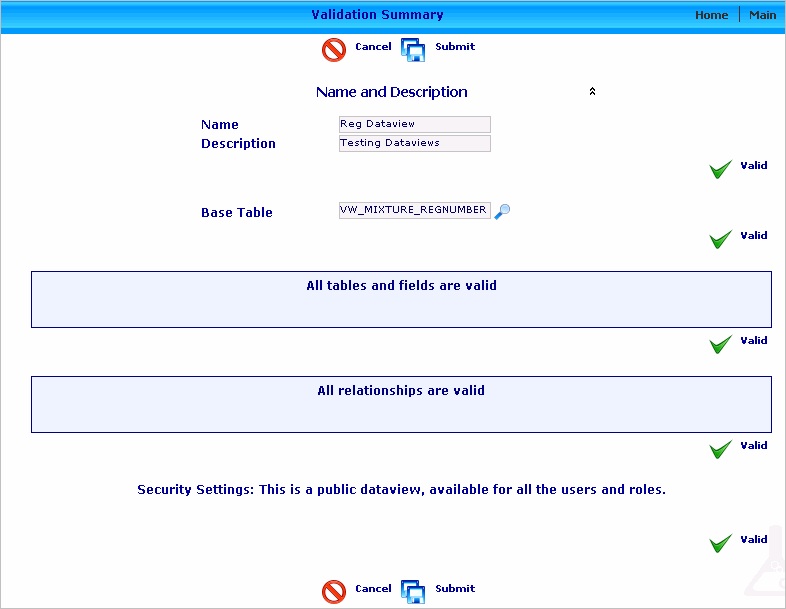 Validation Summary Home Main
Cancel Submit
Name and Description
Name Reg Dataview
Description Testing Dataviews
Valid
Base Table VW_MIXTURE_REGNUMBER
Valid
All tables and fields are valid
Valid
All relationships are valid
Valid
Security Settings: This is a public dataview, available for all the users and roles.
Valid
Cancel Submit